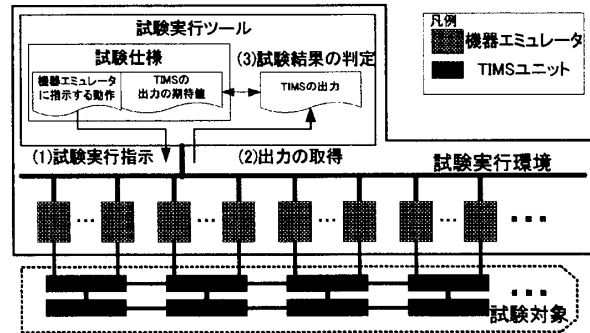 試験実行ツール
試験仕様
機器エミュレータ
に指示する動作
TIMSの
出力の期待値
(3)試験結果の判定
TIMSの出力
(1)試験実行指示
(2)出力の取得
凡例
機器エミュレータ
TIMSユニット
試験実行環境
… … … … …
試験対象
…